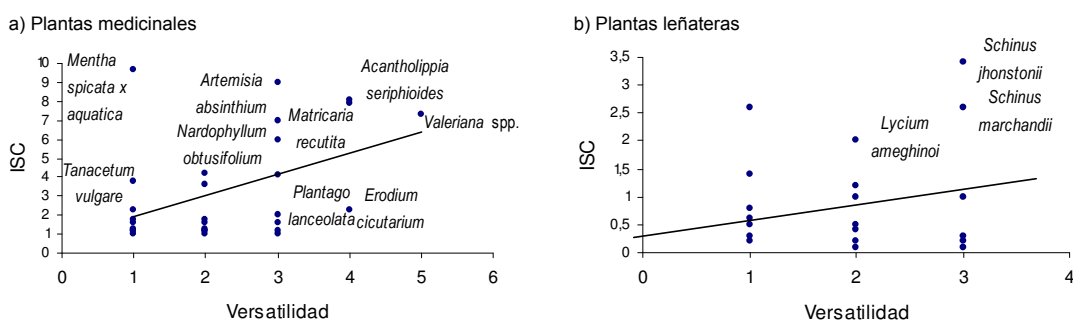 a) Plantas medicinales
ISC
10
9
8
7
6
5
4
3
2
1
0
Mentha
spicata x
aquatica
Artemisia
absinthium
Acantholippia
seriphioides
Matricaria
recutita
Nardophyllum
obtusifolium
Valeriana spp.
Tanacetum
vulgare
Plantago
lanceolata
Erodium
cicutarium
0 1 2 3 4 5 6
Versatilidad
b) Plantas leñateras
ISC
3,5
3
2,5
2
1,5
1
0,5
0
Schinus
jhonstonii
Schinus
marchandii
Lycium
ameghinoi
0 1 2 3 4
Versatilidad